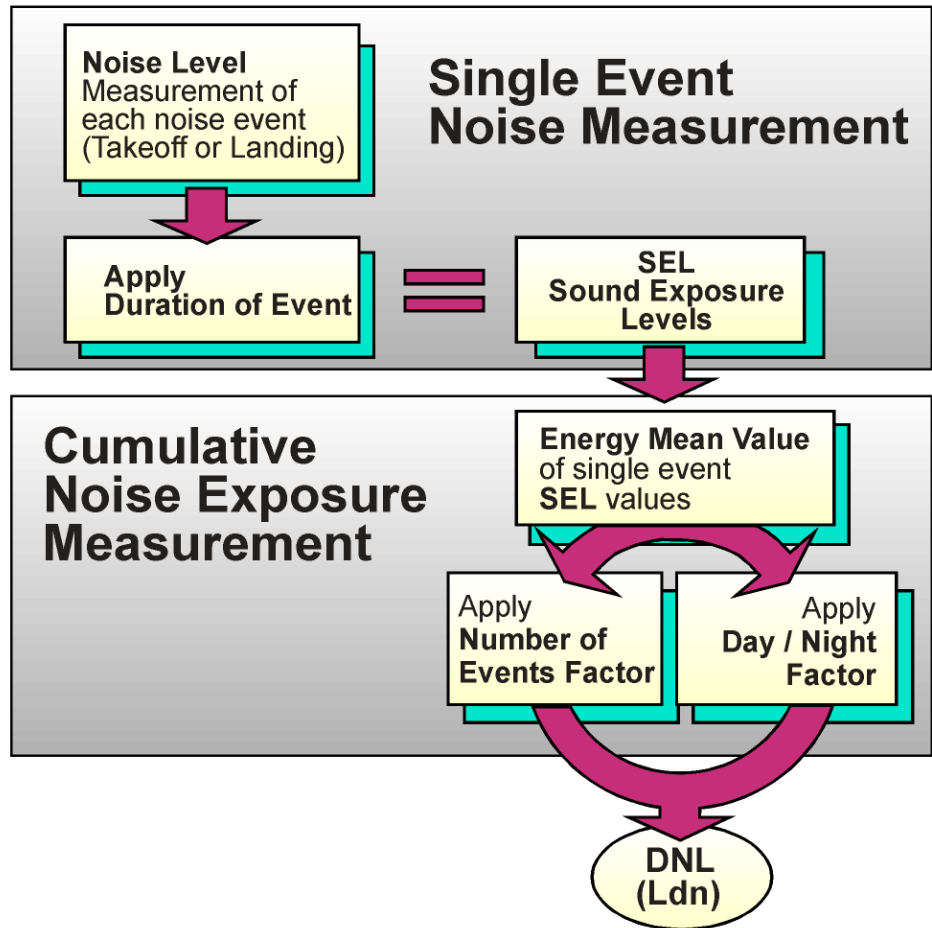 Noise Level
Measurement of
each noise event
(Takeoff or Landing)
Single Event
Noise Measurement
Apply
Duration of Event
SEL
Sound Exposure
Levels
Cumulative
Noise Exposure
Measurement
Energy Mean Value
of single event
SEL values
Apply
Number of
Events Factor
Apply
Day / Night
Factor
DNL
(Ldn)